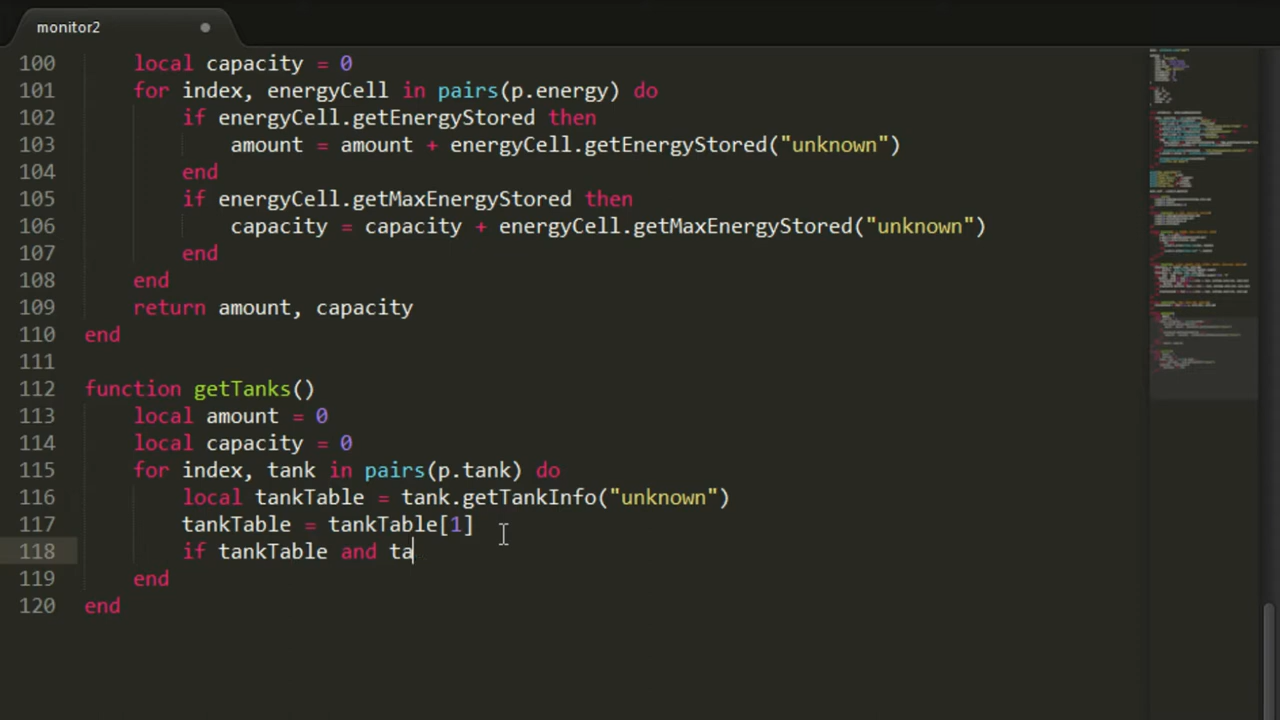 monitor2
100 local capacity = 0
101 for index, energyCell in pairs(p.energy) do
102 if energyCell.getEnergyStored then
103 amount = amount + energyCell.getEnergyStored("unknown")
104 end
105 if energyCell.getMaxEnergyStored then
106 capacity = capacity + energyCell.getMaxEnergyStored("unknown")
107 end
108 end
109 return amount, capacity
110 end
111
112 function getTanks()
113 local amount = 0
114 local capacity = 0
115 for index, tank in pairs(p.tank) do
116 local tankTable = tank.getTankInfo("unknown")
117 tankTable = tankTable[1]
118 if tankTable and ta
119 end
120 end